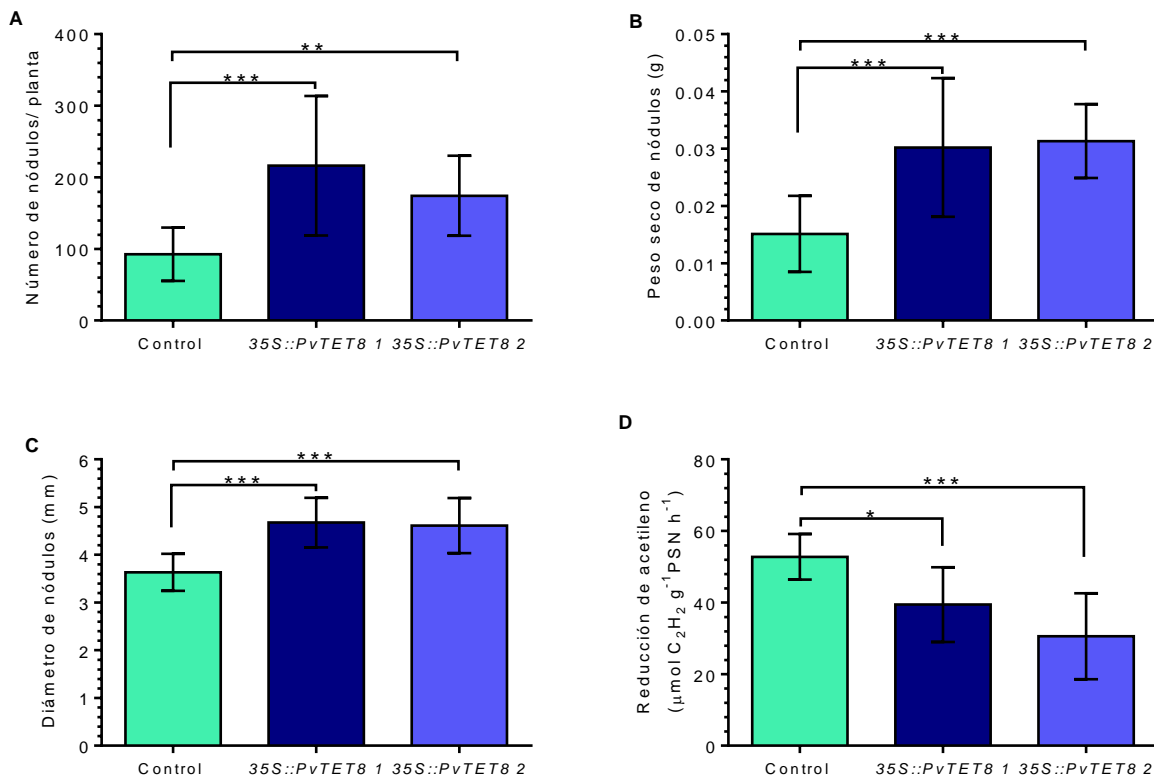 A
Número de nódulos/ planta
400
300
200
100
0
**
***
Control
35S::PvTET8 1
35S::PvTET8 2
B
Peso seco de nódulos (g)
0.05
0.04
0.03
0.02
0.01
0.00
***
***
Control
35S::PvTET8 1
35S::PvTET8 2
C
Diámetro de nódulos (mm)
6
5
4
3
2
1
0
***
***
Control
35S::PvTET8 1
35S::PvTET8 2
D
Reducción de acetileno
(μmol C₂H₂ g⁻¹PSN h⁻¹)
80
60
40
20
0
***
*
Control
35S::PvTET8 1
35S::PvTET8 2